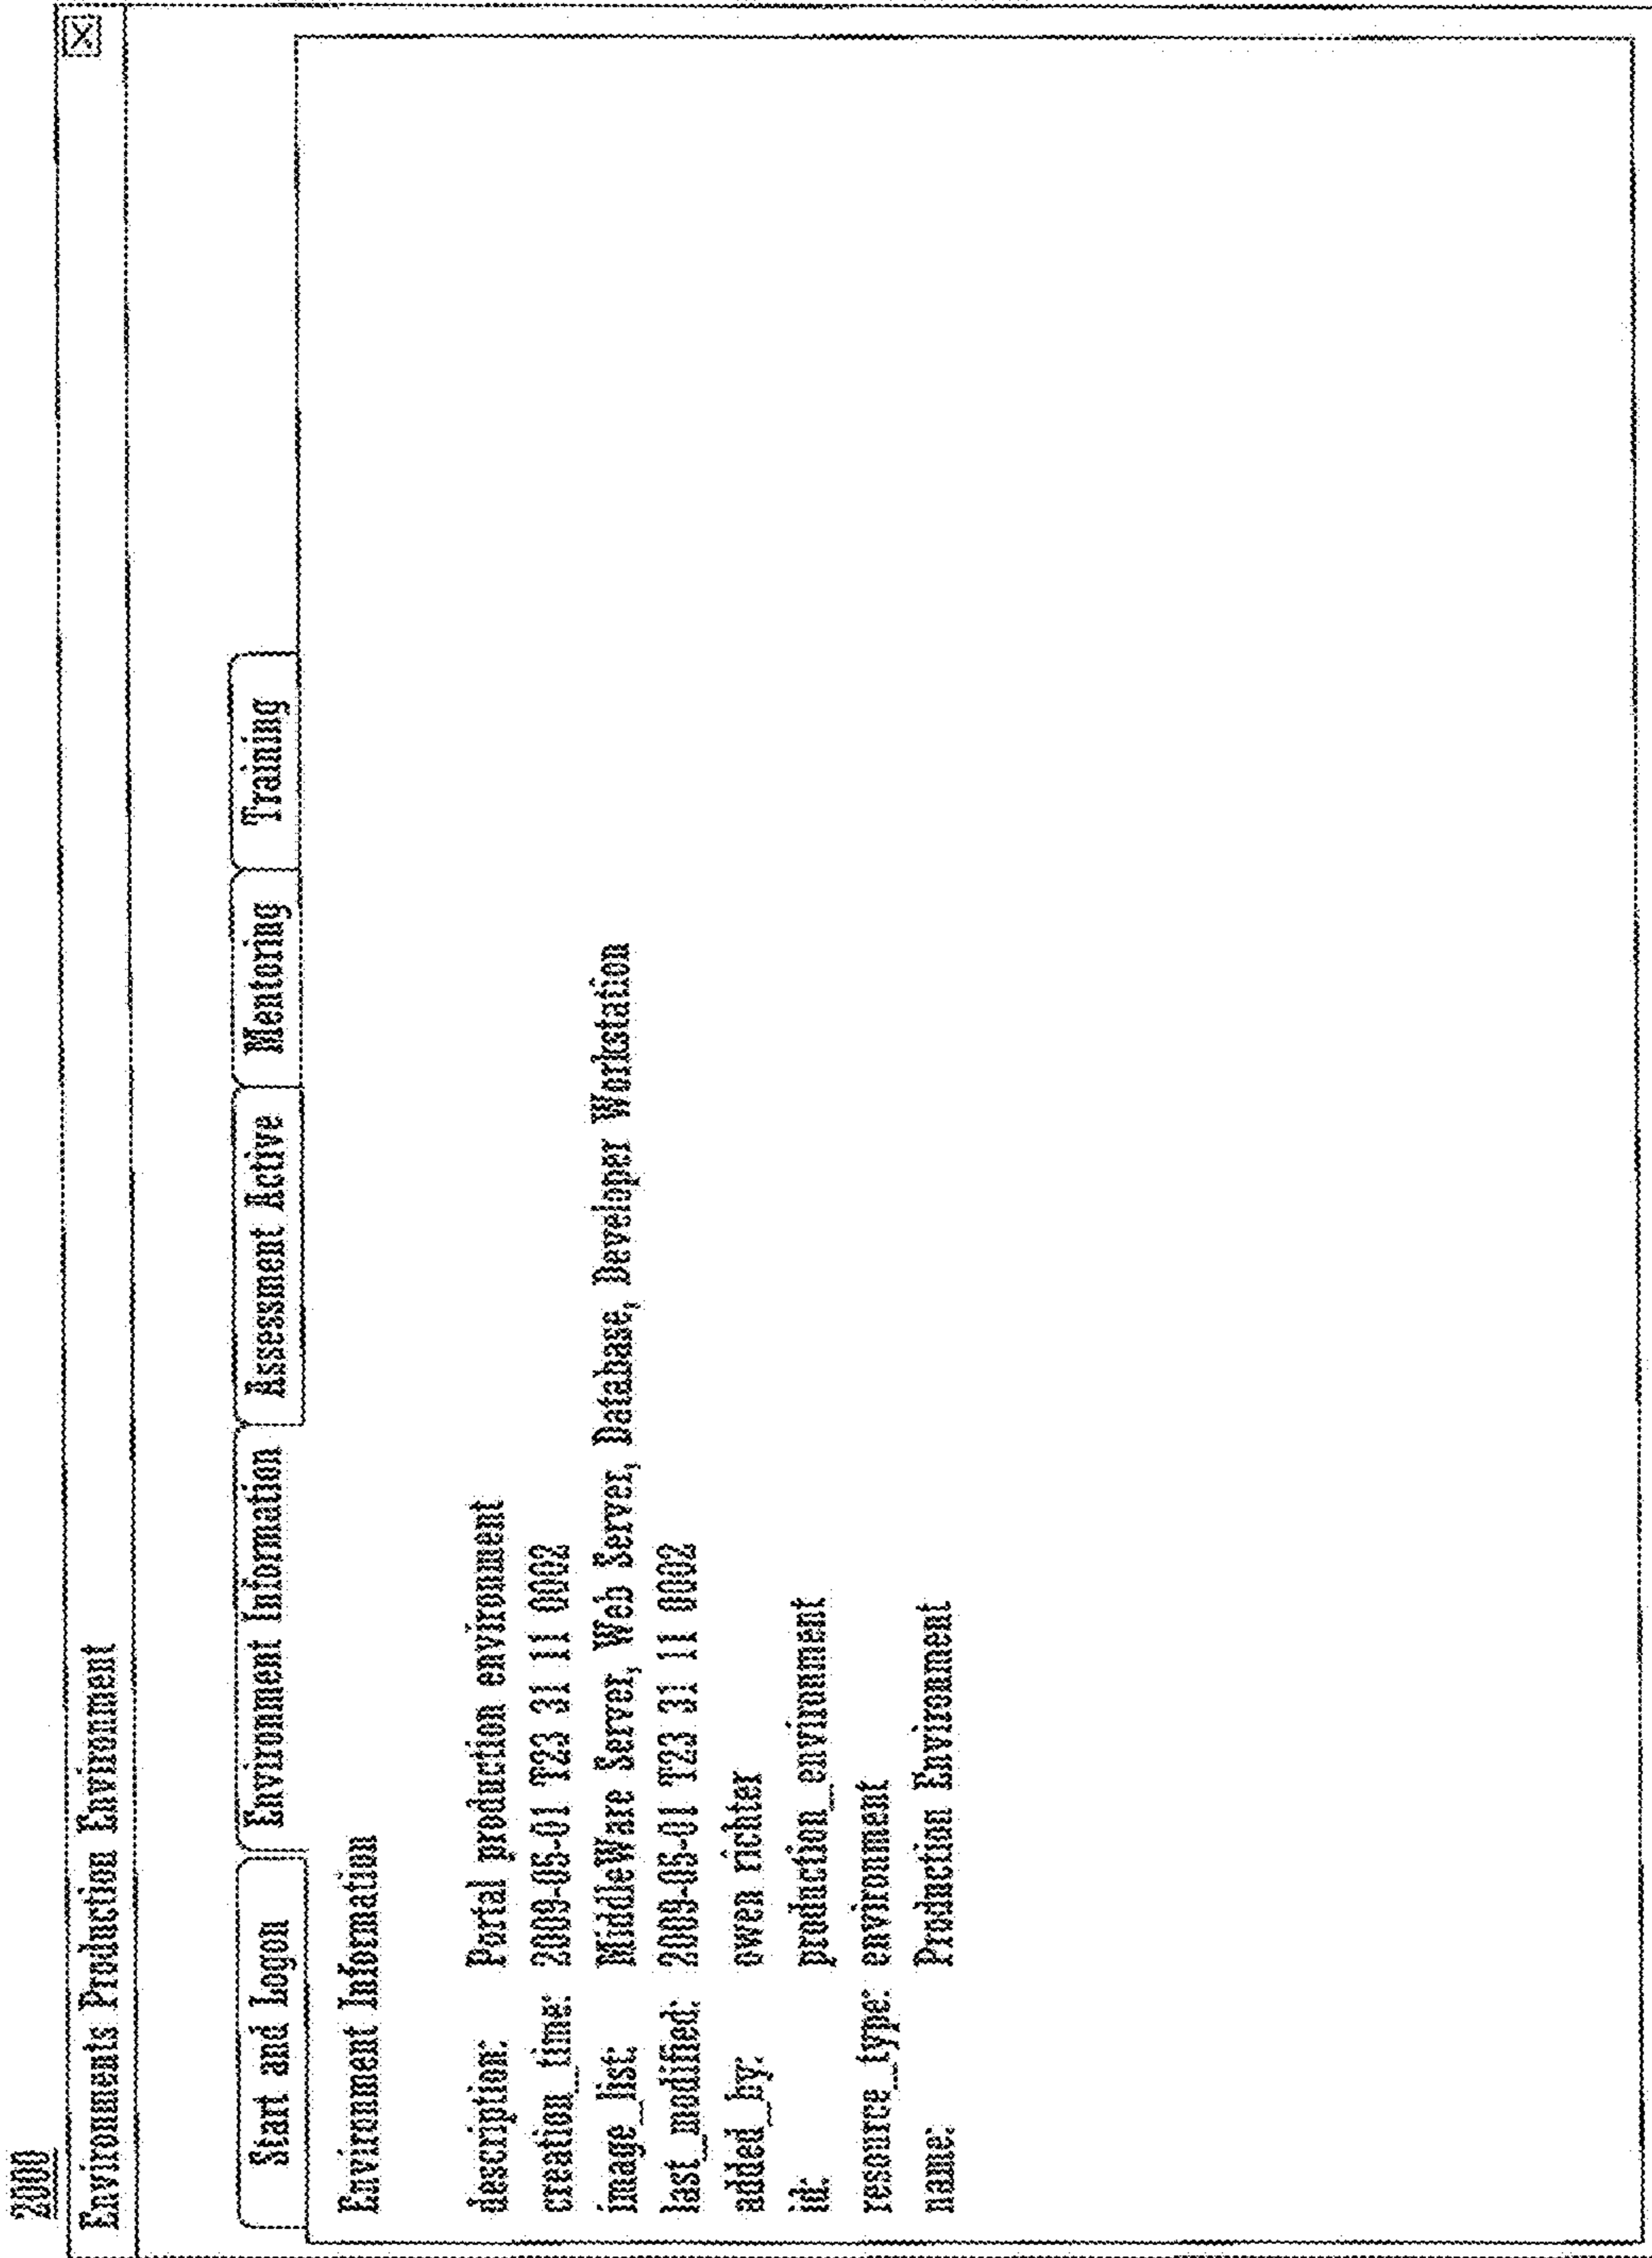 2000
Environments Production Environment
Start and Logon Environment Information Assessment Active Mentoring Training
Environment Information
description: Portal production environment
creation_time: 2009-05-01 T23 31 11 0002
image_list: MiddleWare Server, Web Server, Database, Developer Workstation
last_modified: 2009-05-01 T23 31 11 0002
added_by: owen richter
id: production_environment
resource_type: environment
name: Production Environment